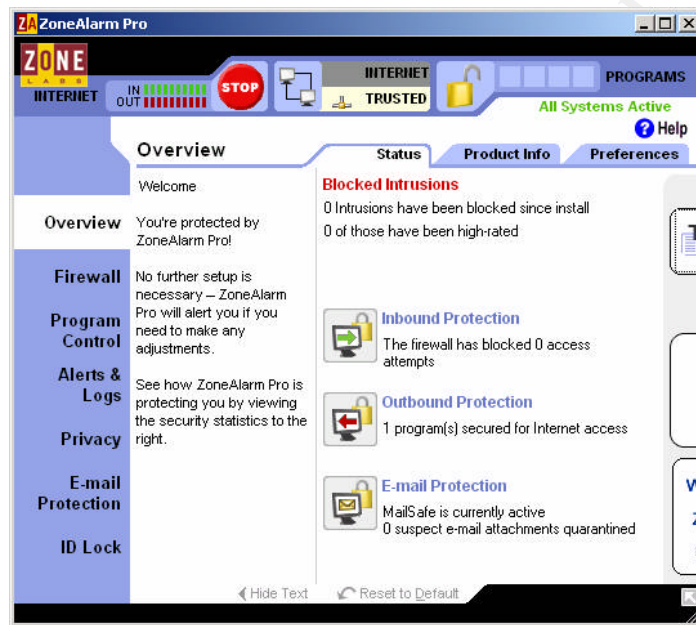 ZA ZoneAlarm Pro
ZONE
LABS
INTERNET
IN
OUT
STOP
INTERNET
TRUSTED
PROGRAMS
All Systems Active
? Help
Overview
Status
Product Info
Preferences
Overview
Firewall
Program
Control
Alerts &
Logs
Privacy
E-mail
Protection
ID Lock
Welcome
You're protected by
ZoneAlarm Pro!
No further setup is
necessary – ZoneAlarm
Pro will alert you if you
need to make any
adjustments.
See how ZoneAlarm Pro is
protecting you by viewing
the security statistics to the
right.
Blocked Intrusions
0 Intrusions have been blocked since install
0 of those have been high-rated
Inbound Protection
The firewall has blocked 0 access
attempts
Outbound Protection
1 program(s) secured for Internet access
E-mail Protection
MailSafe is currently active
0 suspect e-mail attachments quarantined
Hide Text
Reset to Default